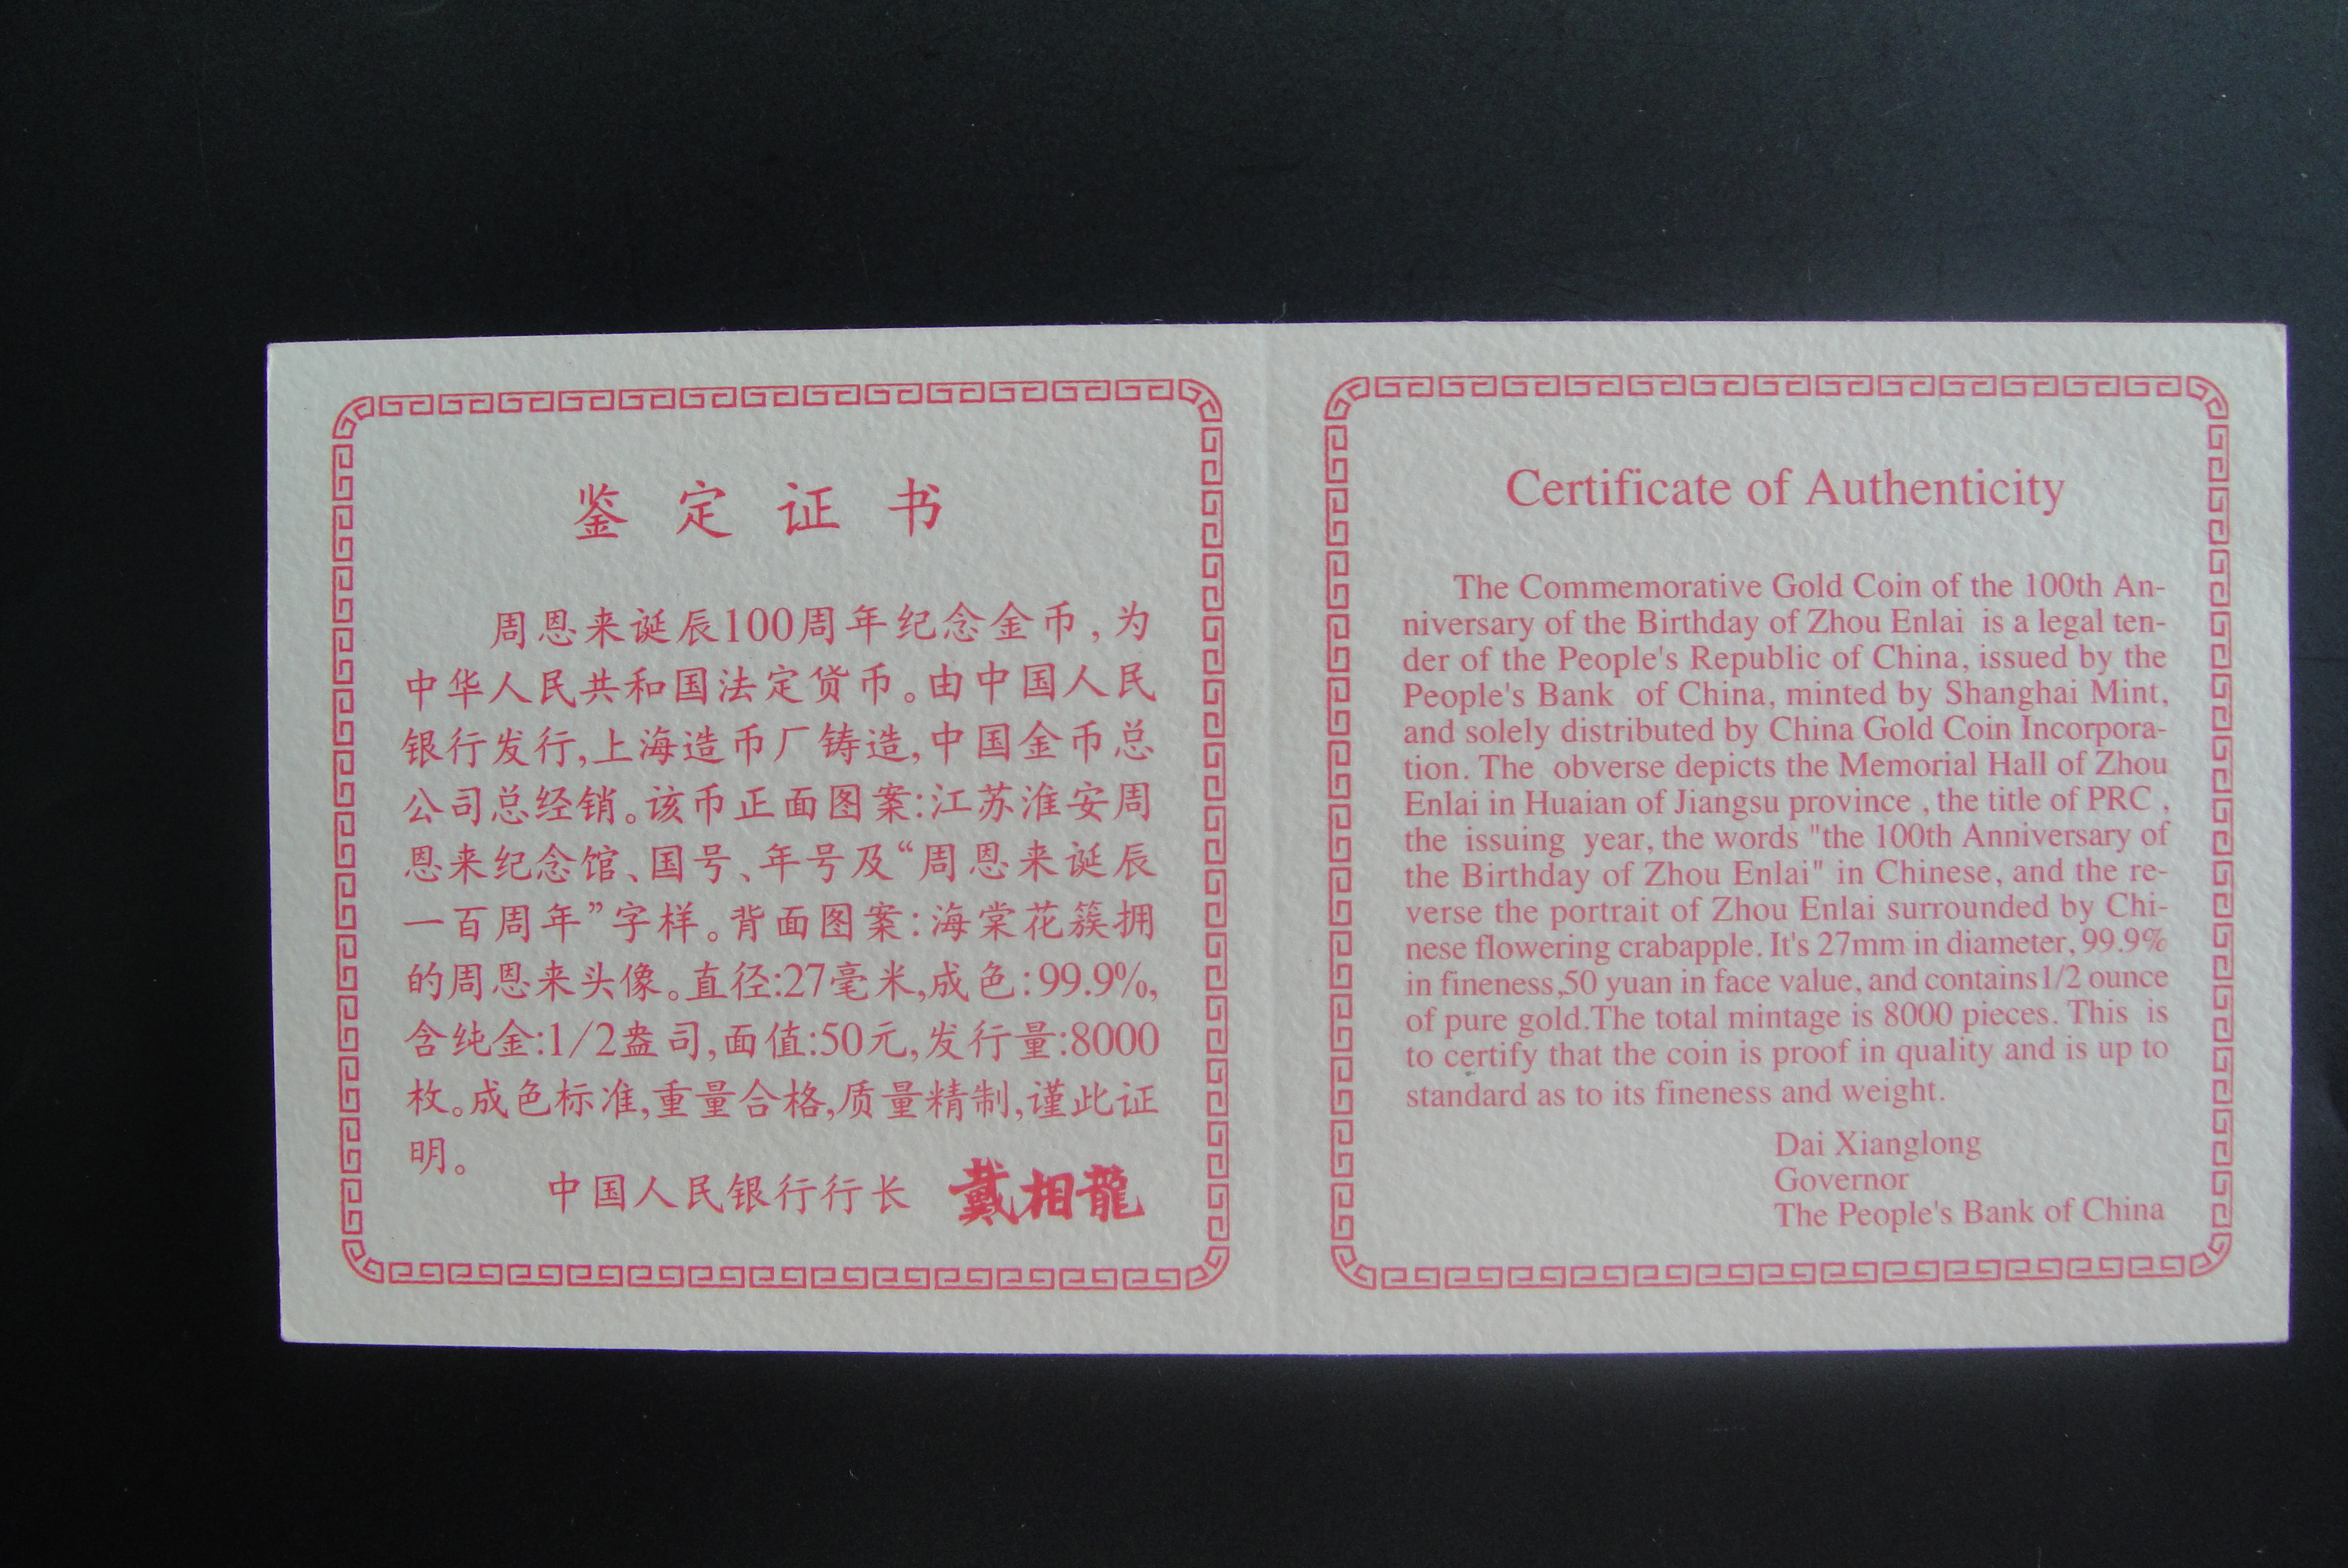 鉴定证书
周恩来诞辰100周年纪念金币,为
中华人民共和国法定货币。由中国人民
银行发行,上海造币厂铸造,中国金币总
公司总经销。该币正面图案:江苏淮安周
恩来纪念馆、国号、年号及“周恩来诞辰
一百周年”字样。背面图案:海棠花簇拥
的周恩来头像。直径:27毫米,成色:99.9%,
含纯金:1/2盎司,面值:50元,发行量:8000
枚。成色标准,重量合格,质量精制,谨此证
明。
中国人民银行行长 戴相龍
Certificate of Authenticity
The Commemorative Gold Coin of the 100th An-
niversary of the Birthday of Zhou Enlai is a legal ten-
der of the People's Republic of China, issued by the
People's Bank of China, minted by Shanghai Mint,
and solely distributed by China Gold Coin Incorpora-
tion. The obverse depicts the Memorial Hall of Zhou
Enlai in Huaian of Jiangsu province , the title of PRC ,
the issuing year, the words "the 100th Anniversary of
the Birthday of Zhou Enlai" in Chinese, and the re-
verse the portrait of Zhou Enlai surrounded by Chi-
nese flowering crabapple. It's 27mm in diameter, 99.9%
in fineness,50 yuan in face value, and contains1/2 ounce
of pure gold.The total mintage is 8000 pieces. This is
to certify that the coin is proof in quality and is up to
standard as to its fineness and weight.
Dai Xianglong
Governor
The People's Bank of China